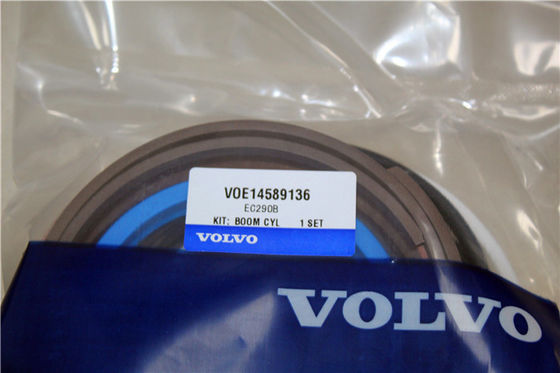 VOE14589136
EC290B
KIT: BOOM CYL 1 SET
VOLVO
VOLVO